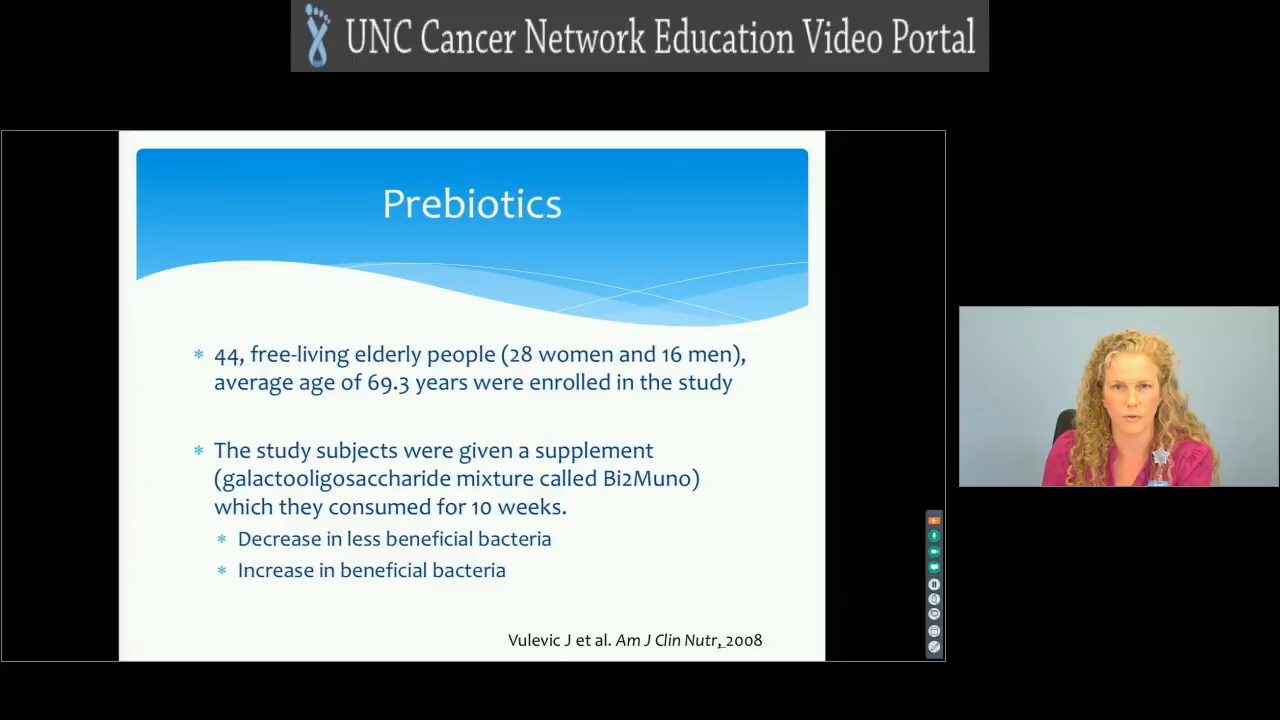 UNC Cancer Network Education Video Portal
Prebiotics
* 44, free-living elderly people (28 women and 16 men),
average age of 69.3 years were enrolled in the study
* The study subjects were given a supplement
(galactooligosaccharide mixture called Bi2Muno)
which they consumed for 10 weeks.
* Decrease in less beneficial bacteria
* Increase in beneficial bacteria
Vulevic J et al. Am J Clin Nutr, 2008